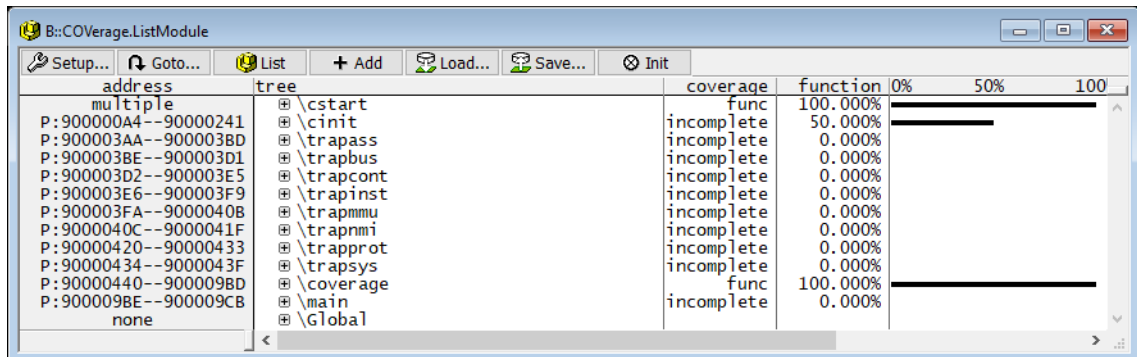 B::COVerage.ListModule
Setup... Goto... List + Add Load... Save... Init
address tree coverage function 0% 50% 100
multiple \cstart func 100.000%
P:900000A4--90000241 \cinit incomplete 50.000%
P:900003AA--900003BD \trapass incomplete 0.000%
P:900003BE--900003D1 \trapbus incomplete 0.000%
P:900003D2--900003E5 \trapcont incomplete 0.000%
P:900003E6--900003F9 \trapinst incomplete 0.000%
P:900003FA--9000040B \trapmmu incomplete 0.000%
P:9000040C--9000041F \trapnmi incomplete 0.000%
P:90000420--90000433 \trapprot incomplete 0.000%
P:90000434--9000043F \trapsys incomplete 0.000%
P:90000440--900009BD \coverage func 100.000%
P:900009BE--900009CB \main incomplete 0.000%
none \Global